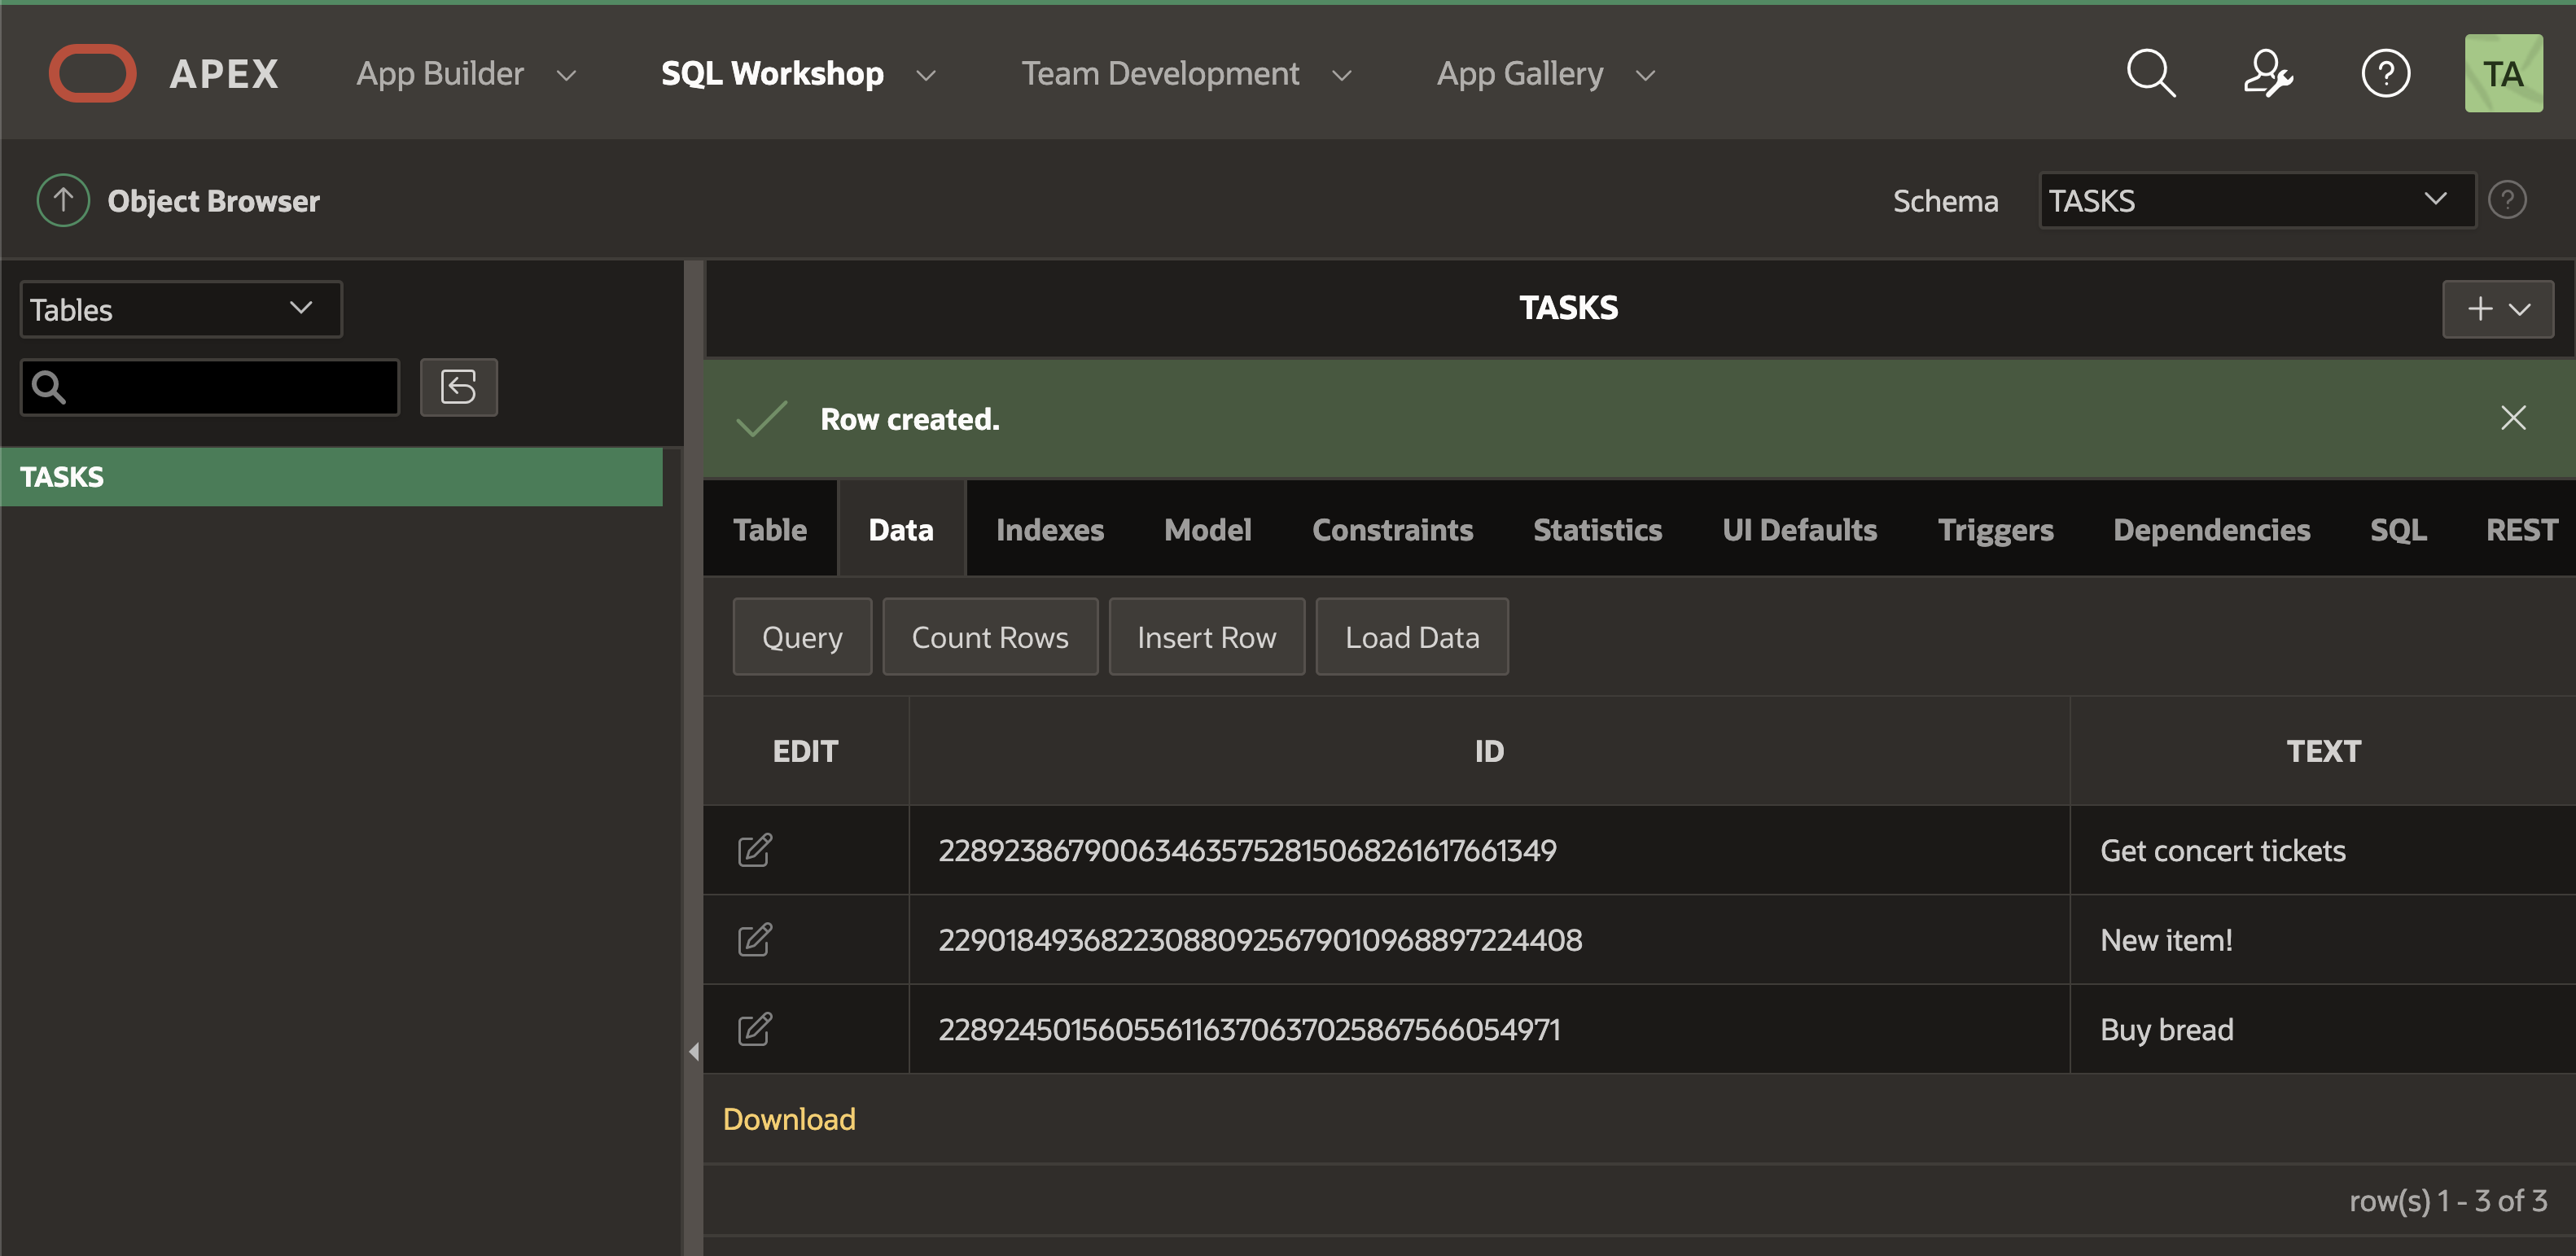 APEX App Builder SQL Workshop Team Development App Gallery ? TA
Object Browser Schema TASKS ?
Tables
TASKS
TASKS
Row created.
Table Data Indexes Model Constraints Statistics UI Defaults Triggers Dependencies SQL REST
Query Count Rows Insert Row Load Data
EDIT ID TEXT
228923867900634635752815068261617661349 Get concert tickets
229018493682230880925679010968897224408 New item!
228924501560556116370637025867566054971 Buy bread
Download
row(s) 1 - 3 of 3